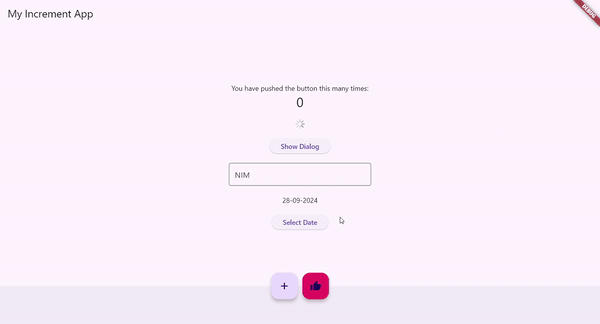 My Increment App
DEBUG
You have pushed the button this many times:
0
Show Dialog
NIM
28-09-2024
Select Date
+